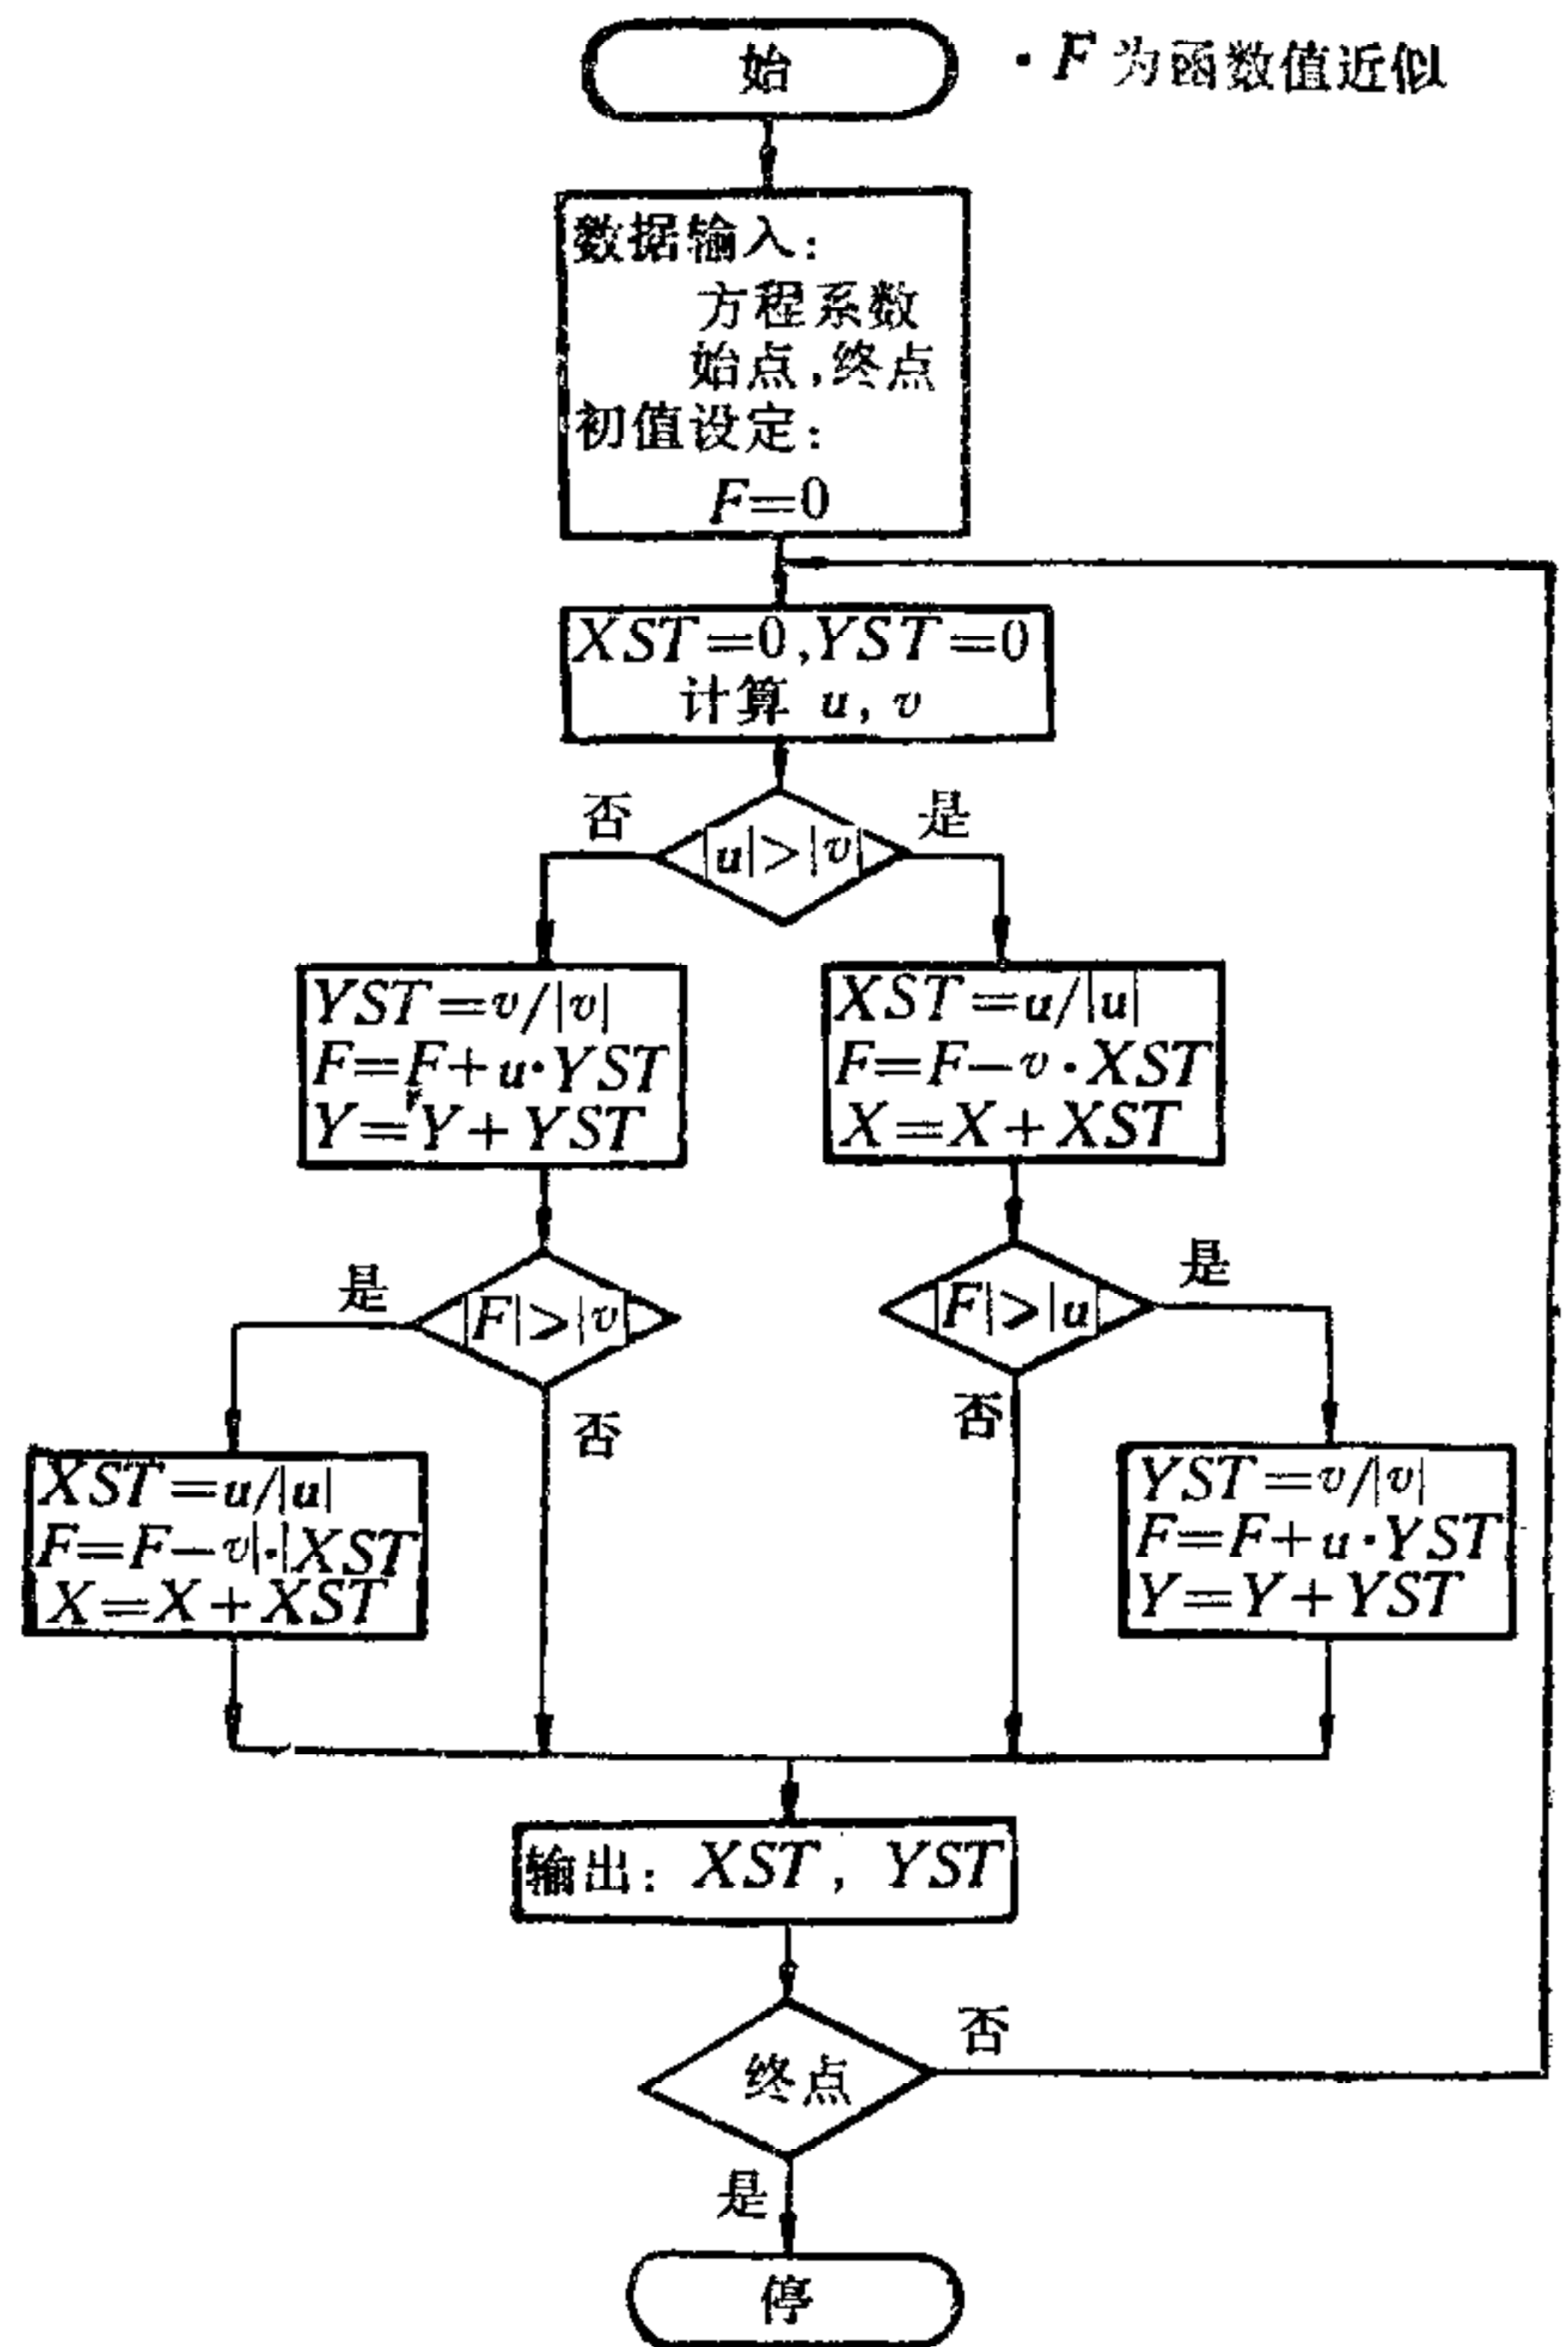 始
· F 为函数值近似
数据输入:
方程系数
始点,终点
初值设定:
F=0
XST=0,YST=0
计算 u, v
否
|u|>|v|
是
YST=v/|v|
F=F+u·YST
Y=Y+YST
XST=u/|u|
F=F-v·XST
X=X+XST
是
|F|>|v|
否
|F|>|u|
是
否
XST=u/|u|
F=F-v|·|XST
X=X+XST
YST=v/|v|
F=F+u·YST
Y=Y+YST
输出: XST, YST
终点
否
是
停